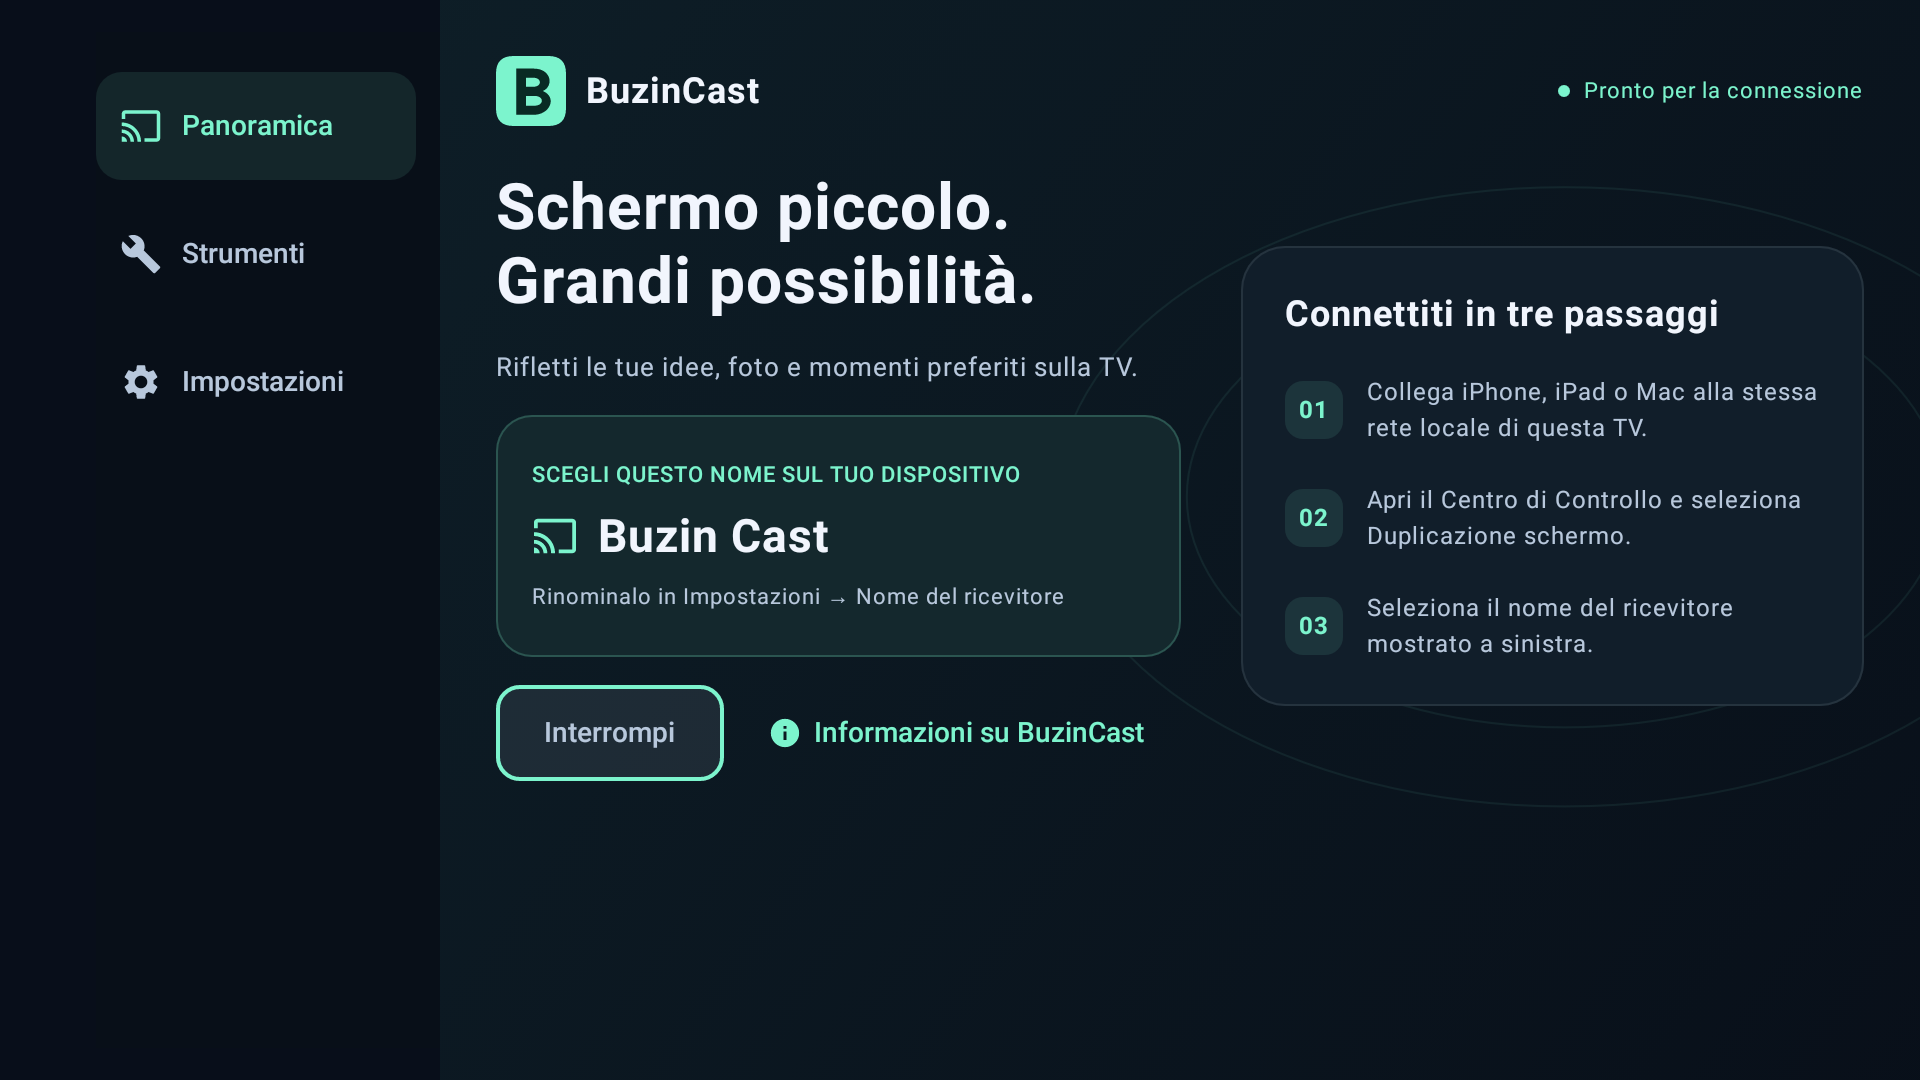 Panoramica
Strumenti
Impostazioni
B BuzinCast
Pronto per la connessione
Schermo piccolo.
Grandi possibilità.
Rifletti le tue idee, foto e momenti preferiti sulla TV.
SCEGLI QUESTO NOME SUL TUO DISPOSITIVO
Buzin Cast
Rinominalo in Impostazioni → Nome del ricevitore
Interrompi
Informazioni su BuzinCast
Connettiti in tre passaggi
01 Collega iPhone, iPad o Mac alla stessa
rete locale di questa TV.
02 Apri il Centro di Controllo e seleziona
Duplicazione schermo.
03 Seleziona il nome del ricevitore
mostrato a sinistra.